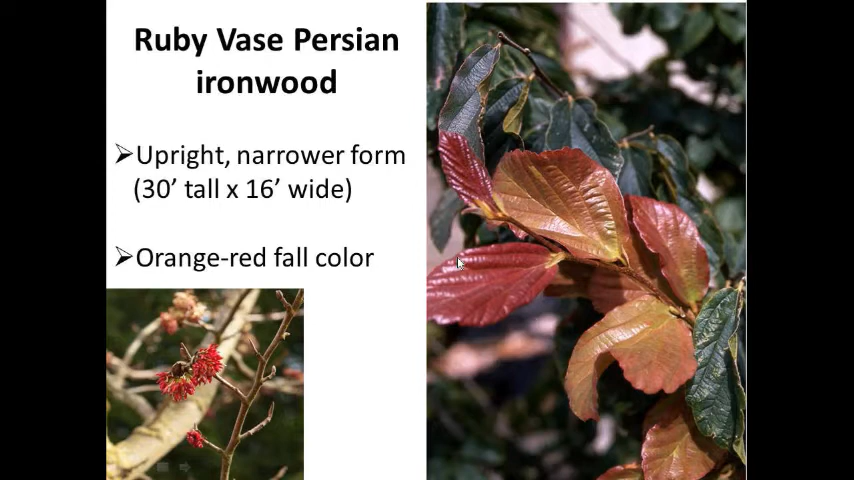 Ruby Vase Persian
ironwood
➢Upright, narrower form
(30’ tall x 16’ wide)
➢Orange-red fall color